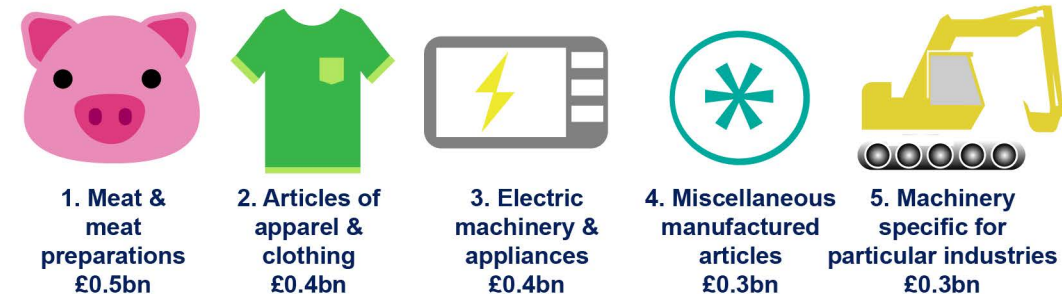 1. Meat &
meat
preparations
£0.5bn
2. Articles of
apparel &
clothing
£0.4bn
3. Electric
machinery &
appliances
£0.4bn
4. Miscellaneous
manufactured
articles
£0.3bn
5. Machinery
specific for
particular industries
£0.3bn